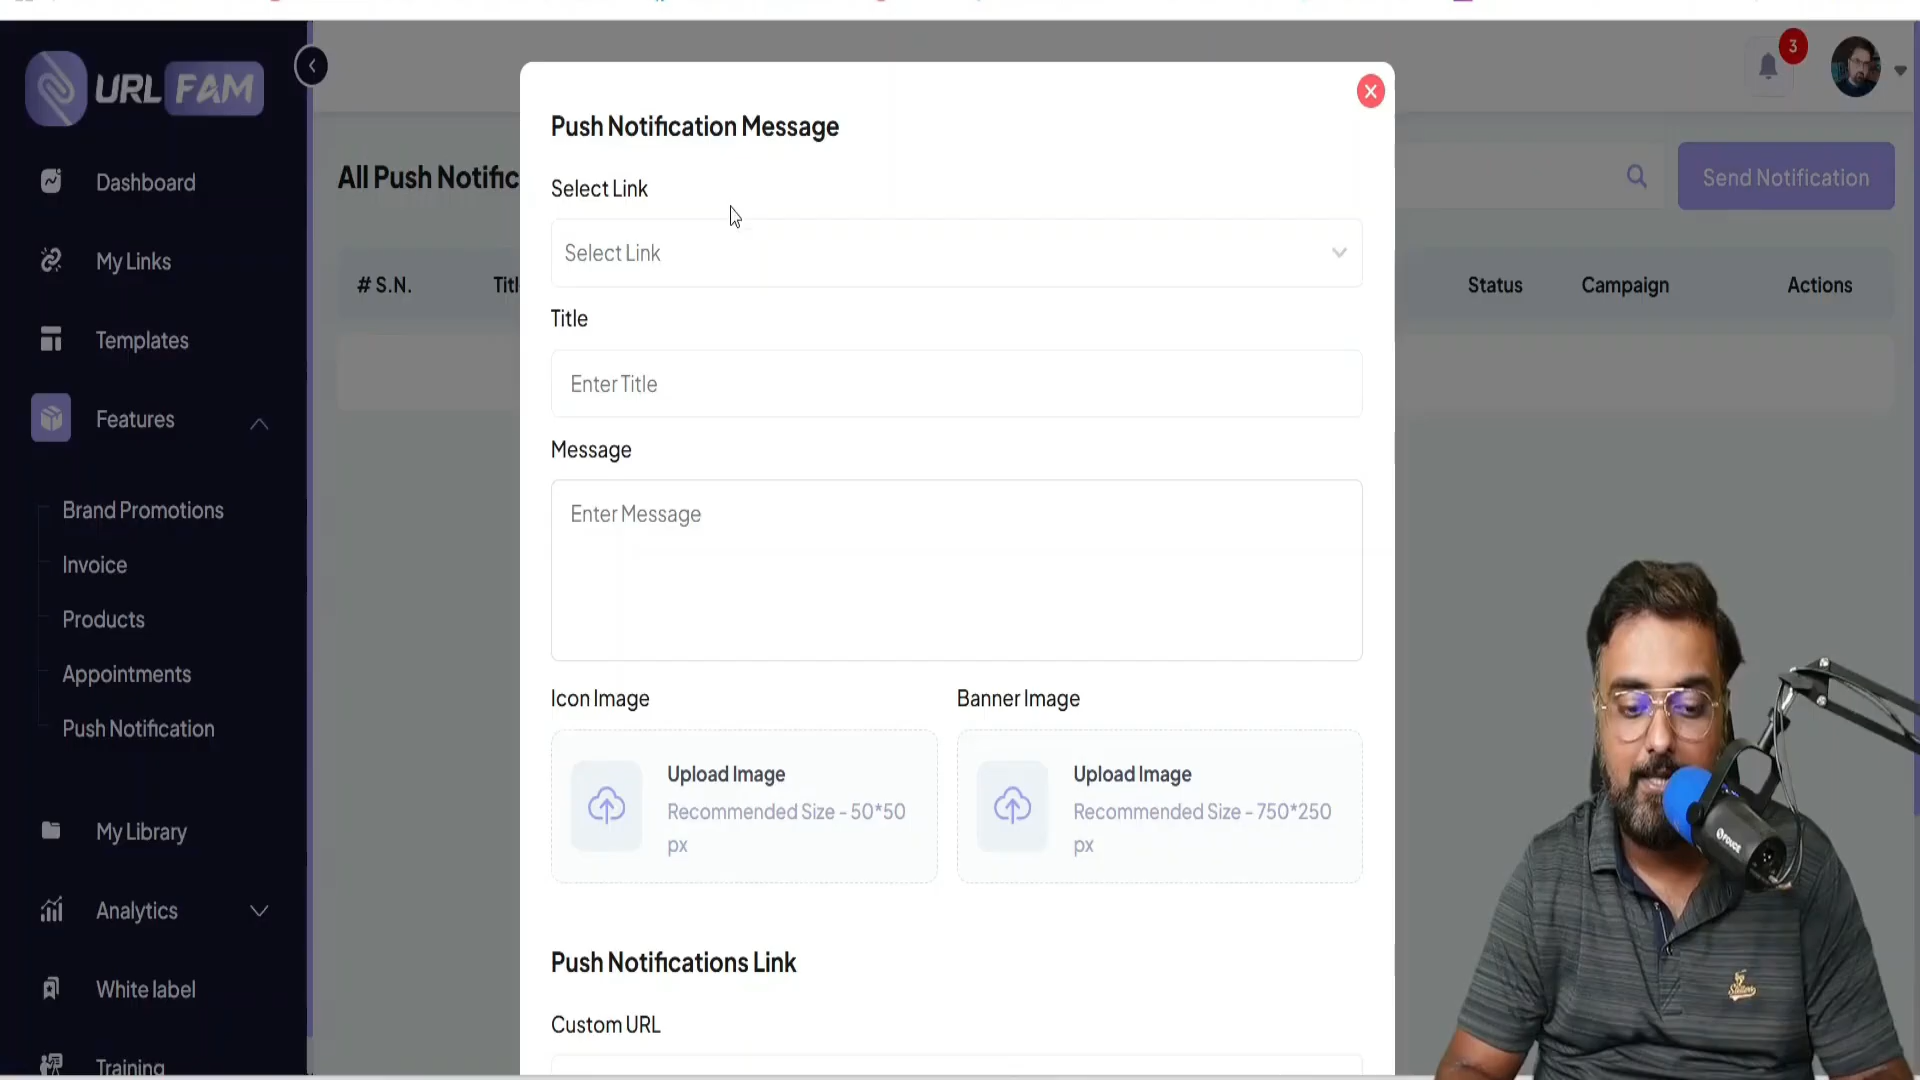 URL FAM
Dashboard
My Links
Templates
Features
Brand Promotions
Invoice
Products
Appointments
Push Notification
My Library
Analytics
White label
Training
3
All Push Notific
Send Notification
# S.N.
Titl
Status
Campaign
Actions
Push Notification Message
Select Link
Select Link
Title
Enter Title
Message
Enter Message
Icon Image
Banner Image
Upload Image
Recommended Size - 50*50
px
Upload Image
Recommended Size - 750*250
px
Push Notifications Link
Custom URL